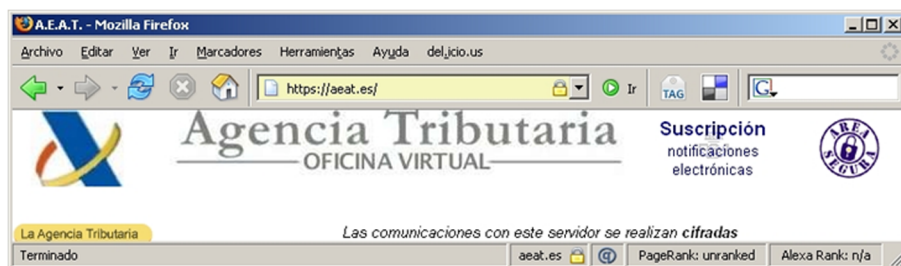 A.E.A.T. - Mozilla Firefox
Archivo Editar Ver Ir Marcadores Herramientas Ayuda del.icio.us
https://aeat.es/ Ir TAG G
Agencia Tributaria
OFICINA VIRTUAL
Suscripción
notificaciones
electrónicas
AREA
SEGURA
La Agencia Tributaria
Las comunicaciones con este servidor se realizan cifradas
Terminado aeat.es @ PageRank: unranked Alexa Rank: n/a